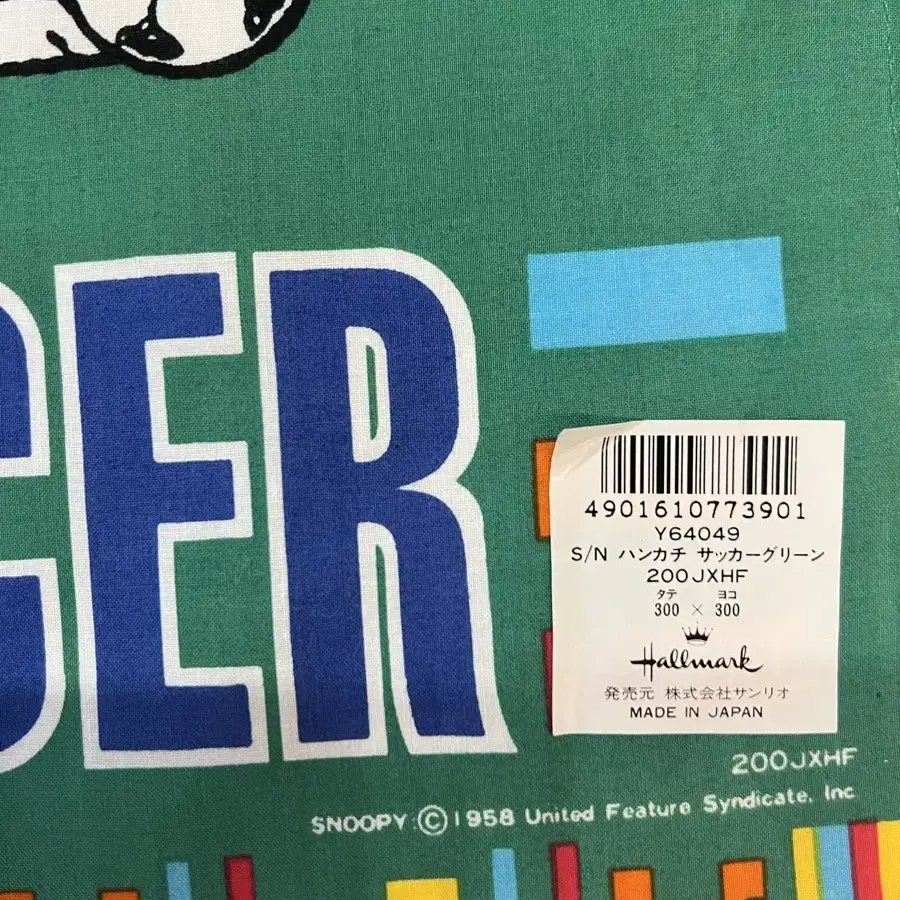 CER
4901610773901
Y64049
S/N ハンカチ サッカーグリーン
200JXHF
タテ ヨコ
300 × 300
Hallmark
発売元 株式会社サンリオ
MADE IN JAPAN
200JXHF
SNOOPY:©1958 United Feature Syndicate, Inc